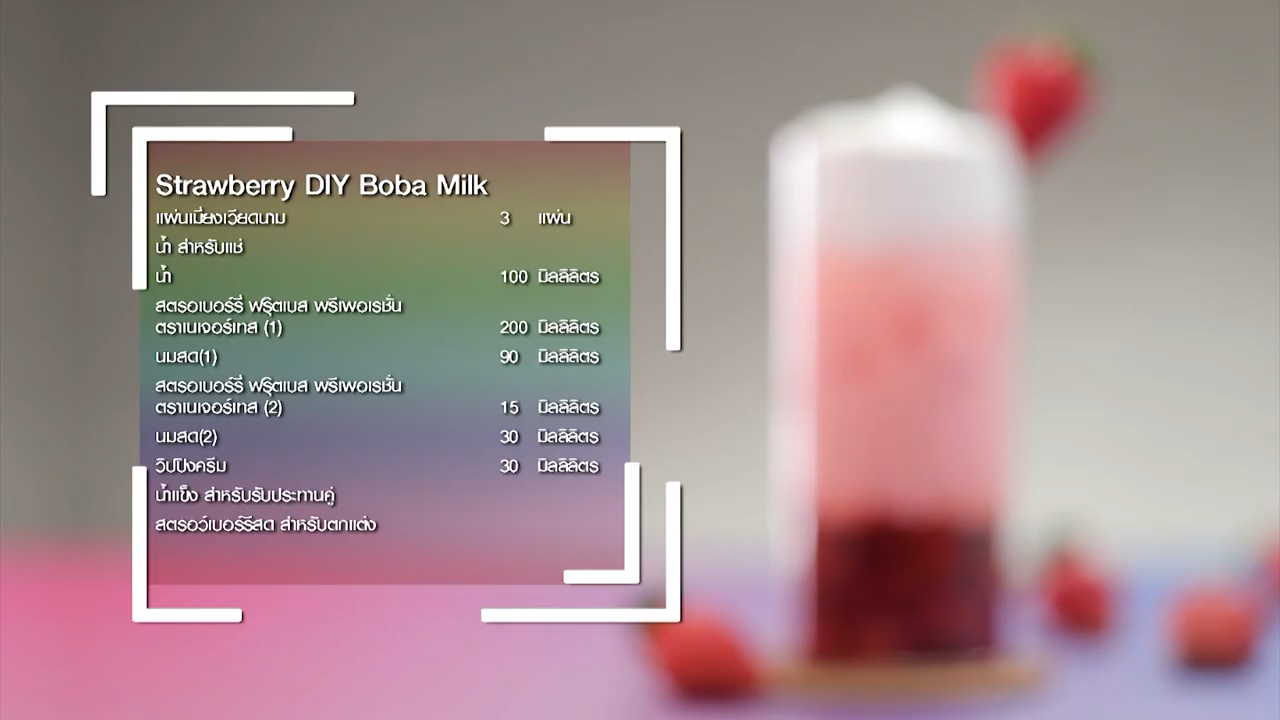 Strawberry DIY Boba Milk
แผ่นเมี่ยงเวียดนาม 3 แผ่น
น้ำ สำหรับแช่
น้ำ 100 มิลลิลิตร
สตรอเบอร์รี่ ฟรุ๊ตเบส พรีเพอเรชั่น
ตราเนเจอร์เทส (1) 200 มิลลิลิตร
นมสด(1) 90 มิลลิลิตร
สตรอเบอร์รี่ ฟรุ๊ตเบส พรีเพอเรชั่น
ตราเนเจอร์เทส (2) 15 มิลลิลิตร
นมสด(2) 30 มิลลิลิตร
วิปปิงครีม 30 มิลลิลิตร
น้ำแข็ง สำหรับรับประทานคู่
สตรอว์เบอร์รีสด สำหรับตกแต่ง